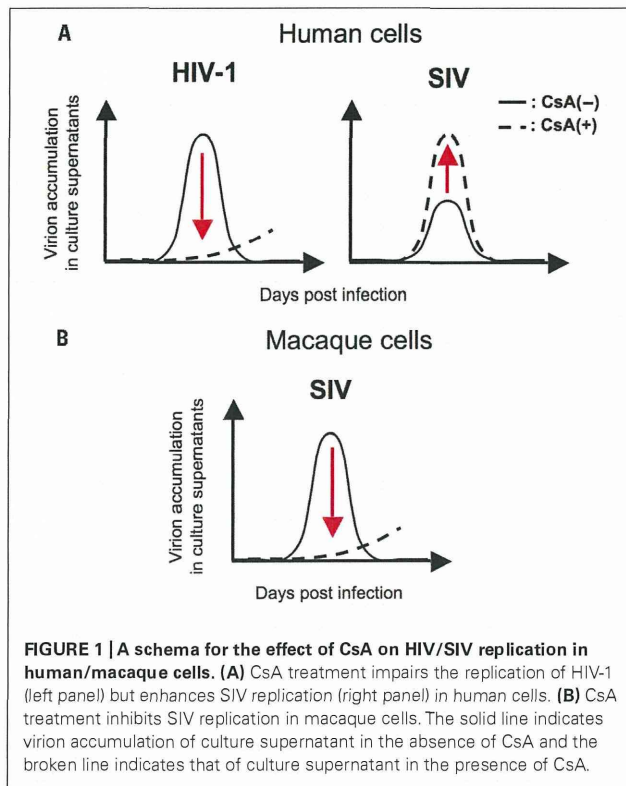 A
Human cells
HIV-1
SIV
— : CsA(−)
-- : CsA(+)
Virion accumulation
in culture supernatants
Days post infection
B
Macaque cells
SIV
Virion accumulation
in culture supernatants
Days post infection
FIGURE 1 | A schema for the effect of CsA on HIV/SIV replication in
human/macaque cells. (A) CsA treatment impairs the replication of HIV-1
(left panel) but enhances SIV replication (right panel) in human cells. (B) CsA
treatment inhibits SIV replication in macaque cells. The solid line indicates
virion accumulation of culture supernatant in the absence of CsA and the
broken line indicates that of culture supernatant in the presence of CsA.